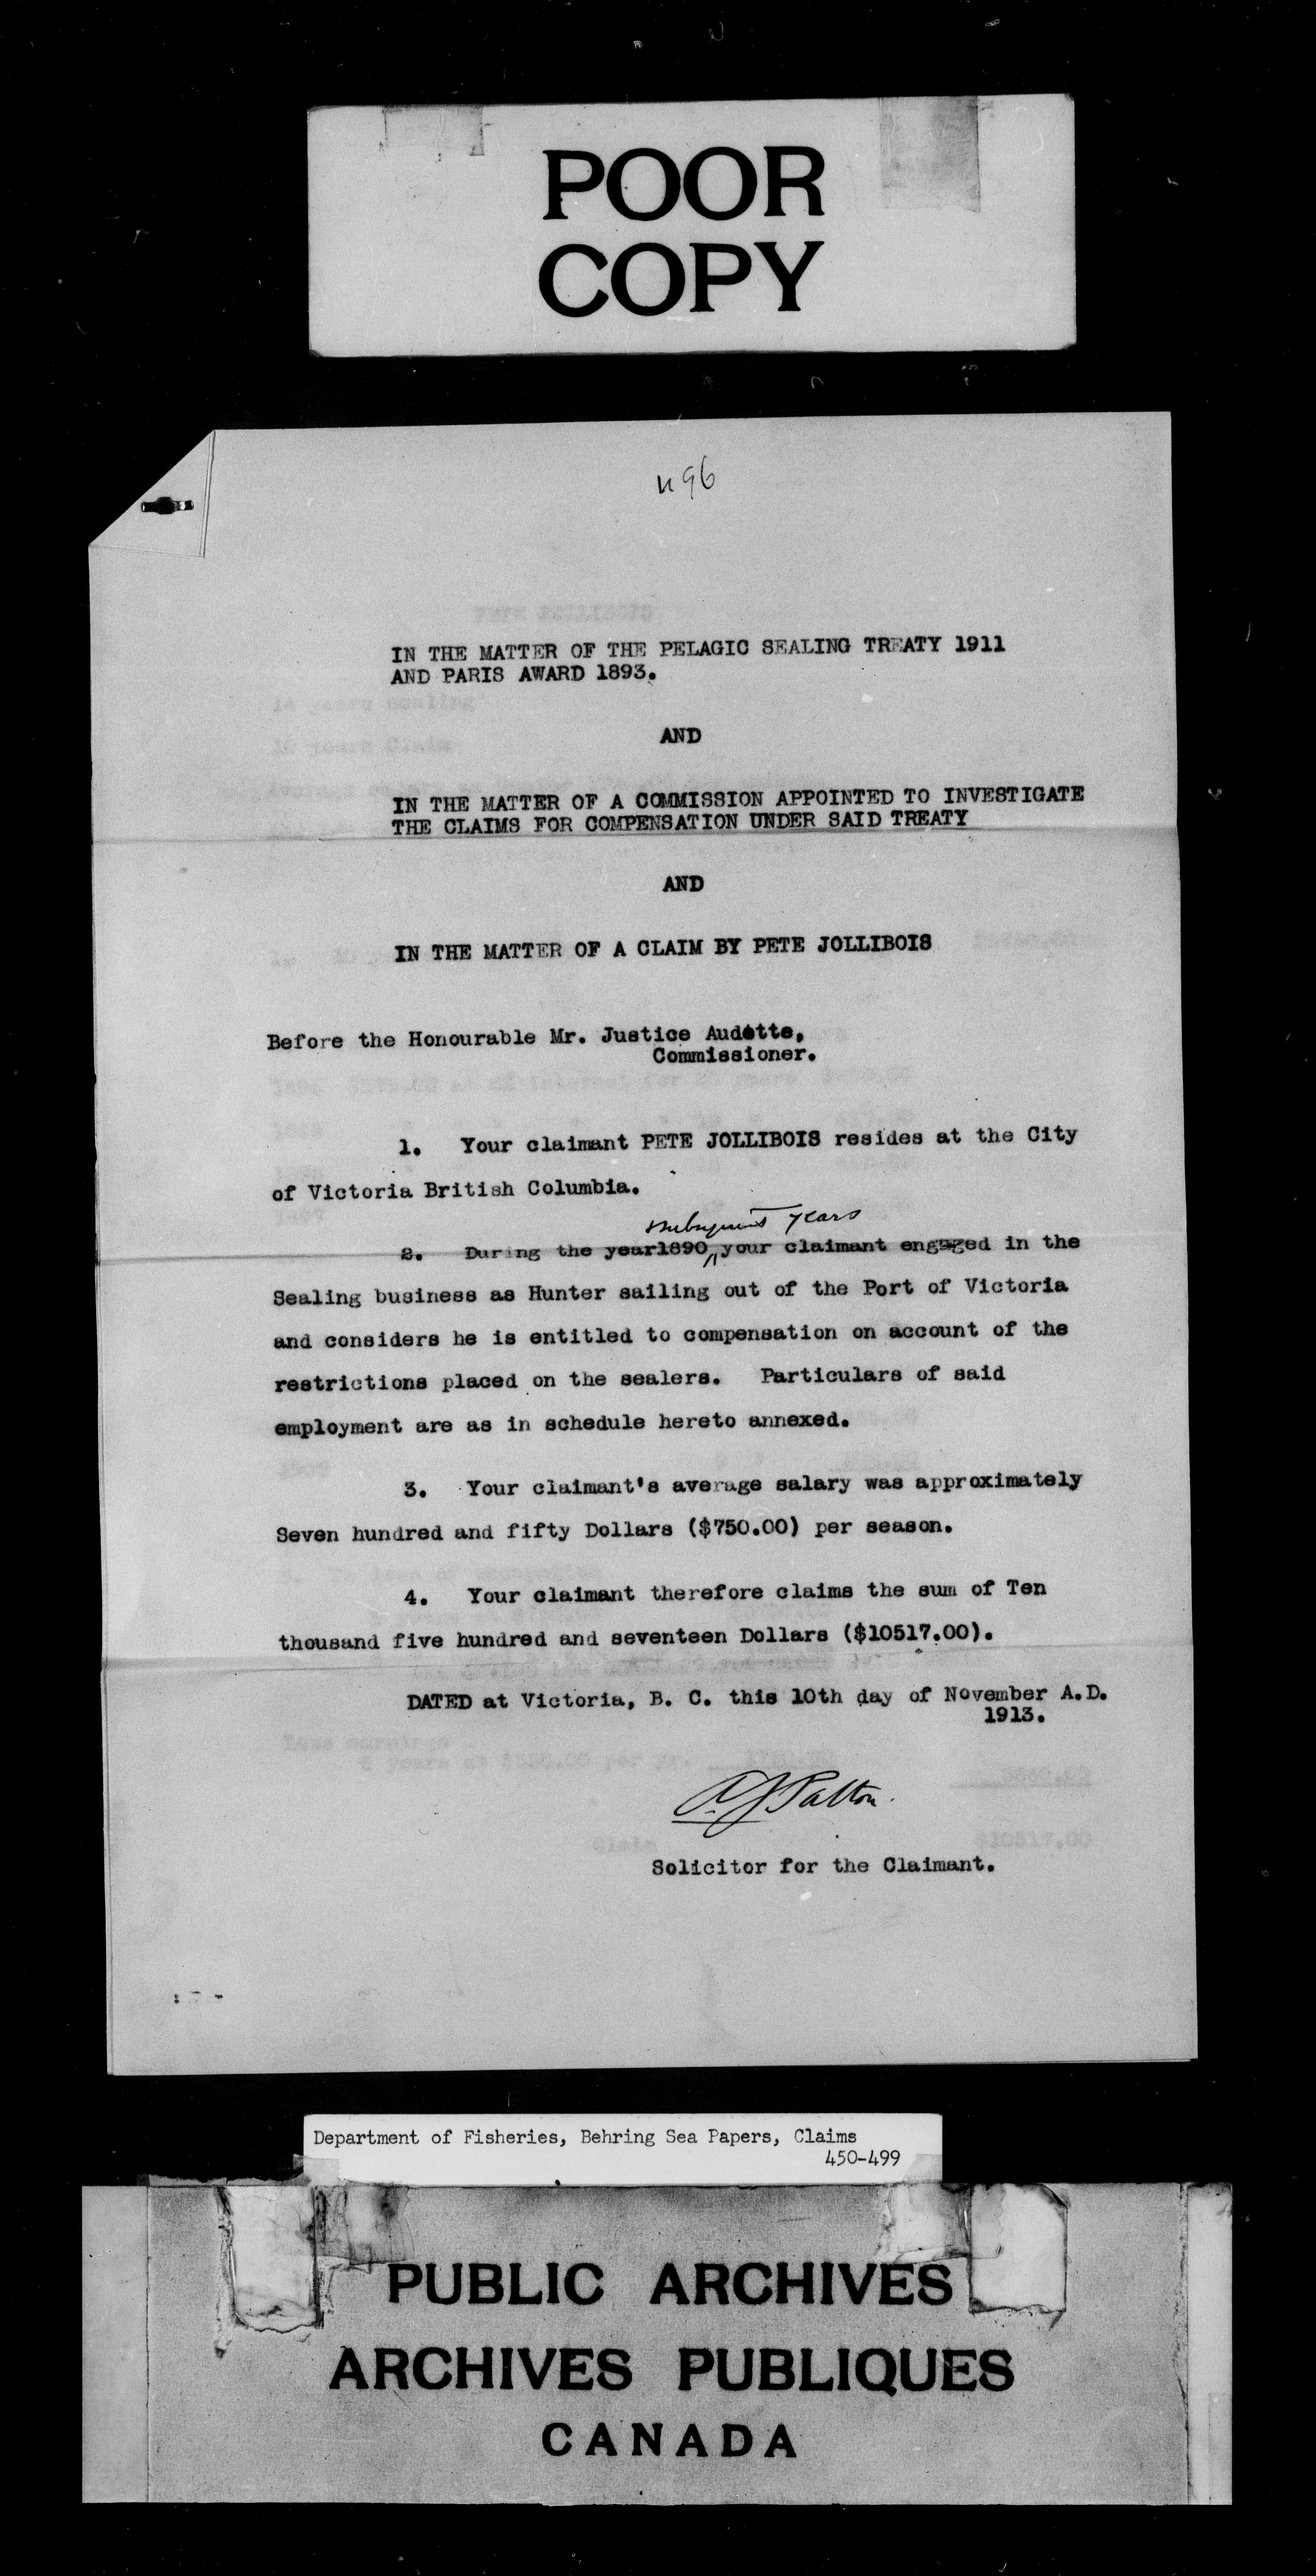 POOR
COPY
496
IN THE MATTER OF THE PELAGIC SEALING TREATY 1911
AND PARIS AWARD 1893.
AND
IN THE MATTER OF A COMMISSION APPOINTED TO INVESTIGATE
THE CLAIMS FOR COMPENSATION UNDER SAID TREATY
AND
IN THE MATTER OF A CLAIM BY PETE JOLLIBOIS
Before the Honourable Mr. Justice Audette,
Commissioner.
1. Your claimant PETE JOLLIBOIS resides at the City
of Victoria British Columbia.
subsequent years
2. During the year1890 your claimant engaged in the
Sealing business as Hunter sailing out of the Port of Victoria
and considers he is entitled to compensation on account of the
restrictions placed on the sealers. Particulars of said
employment are as in schedule hereto annexed.
3. Your claimant's average salary was approximately
Seven hundred and fifty Dollars ($750.00) per season.
4. Your claimant therefore claims the sum of Ten
thousand five hundred and seventeen Dollars ($10517.00).
DATED at Victoria, B. C. this 10th day of November A.D.
1913.
Solicitor for the Claimant.
Department of Fisheries, Behring Sea Papers, Claims
450-499
PUBLIC ARCHIVES
ARCHIVES PUBLIQUES
CANADA